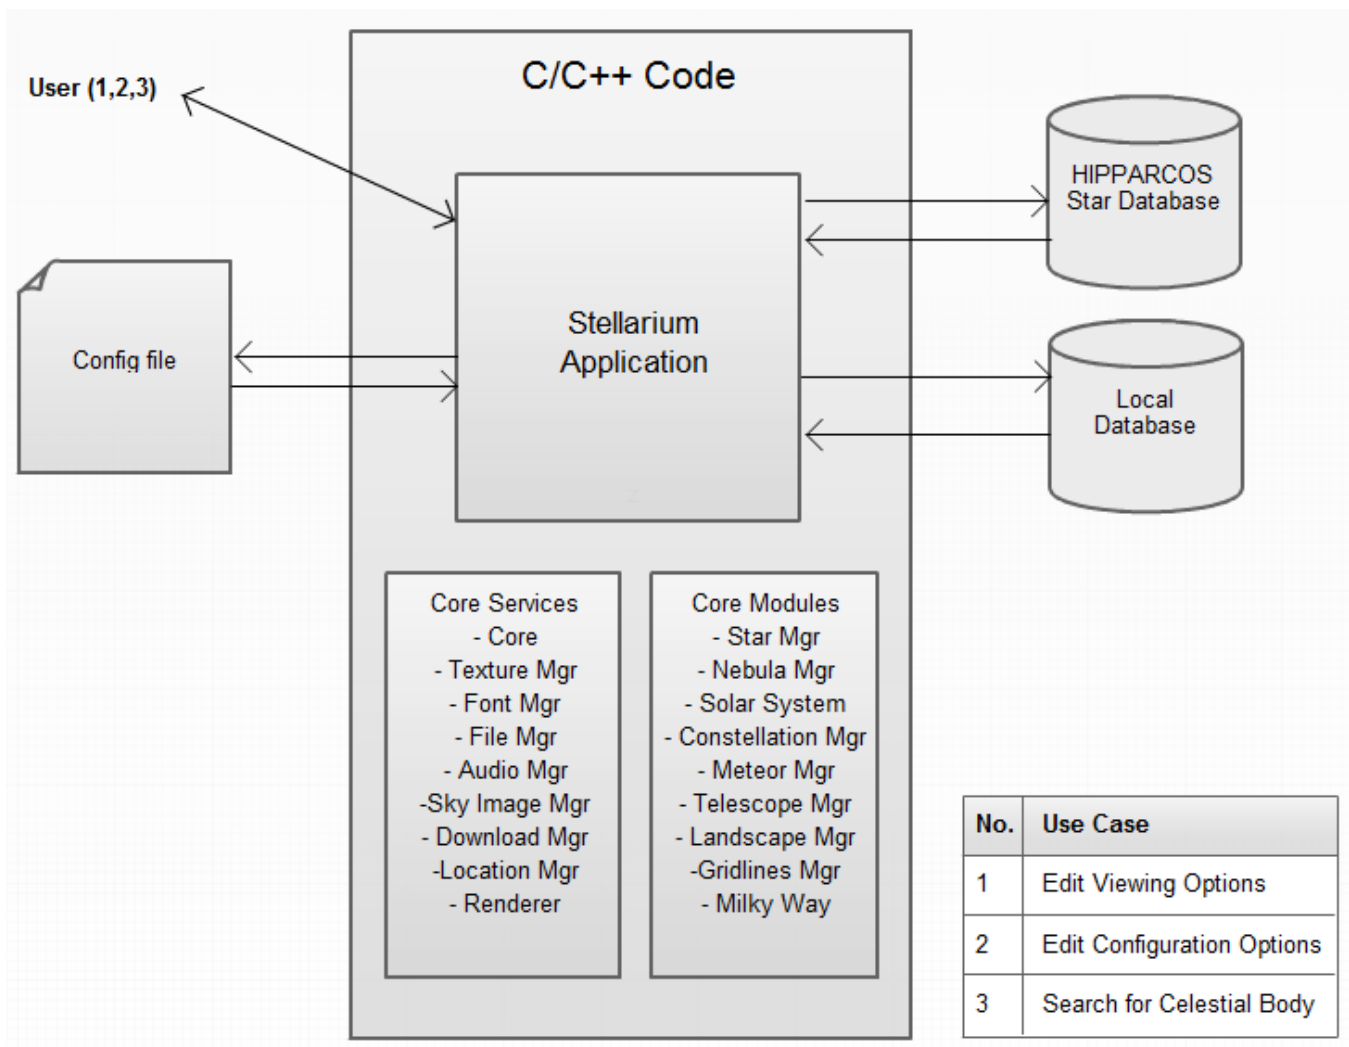 C/C++ Code
User (1,2,3)
HIPPARCOS
Star Database
Stellarium
Application
Config file
Local
Database
Core Services
- Core
- Texture Mgr
- Font Mgr
- File Mgr
- Audio Mgr
-Sky Image Mgr
- Download Mgr
-Location Mgr
- Renderer
Core Modules
- Star Mgr
- Nebula Mgr
- Solar System
- Constellation Mgr
- Meteor Mgr
- Telescope Mgr
- Landscape Mgr
-Gridlines Mgr
- Milky Way
No. Use Case
1 Edit Viewing Options
2 Edit Configuration Options
3 Search for Celestial Body